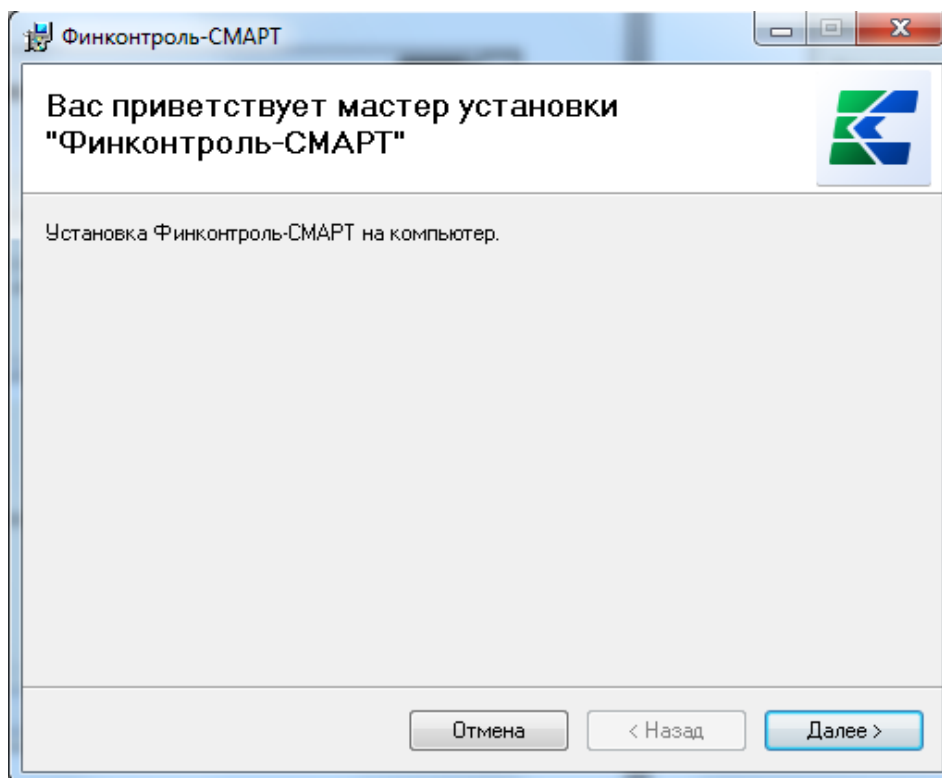 Финконтроль-СМАРТ
Вас приветствует мастер установки
"Финконтроль-СМАРТ"
Установка Финконтроль-СМАРТ на компьютер.
Отмена
< Назад
Далее >